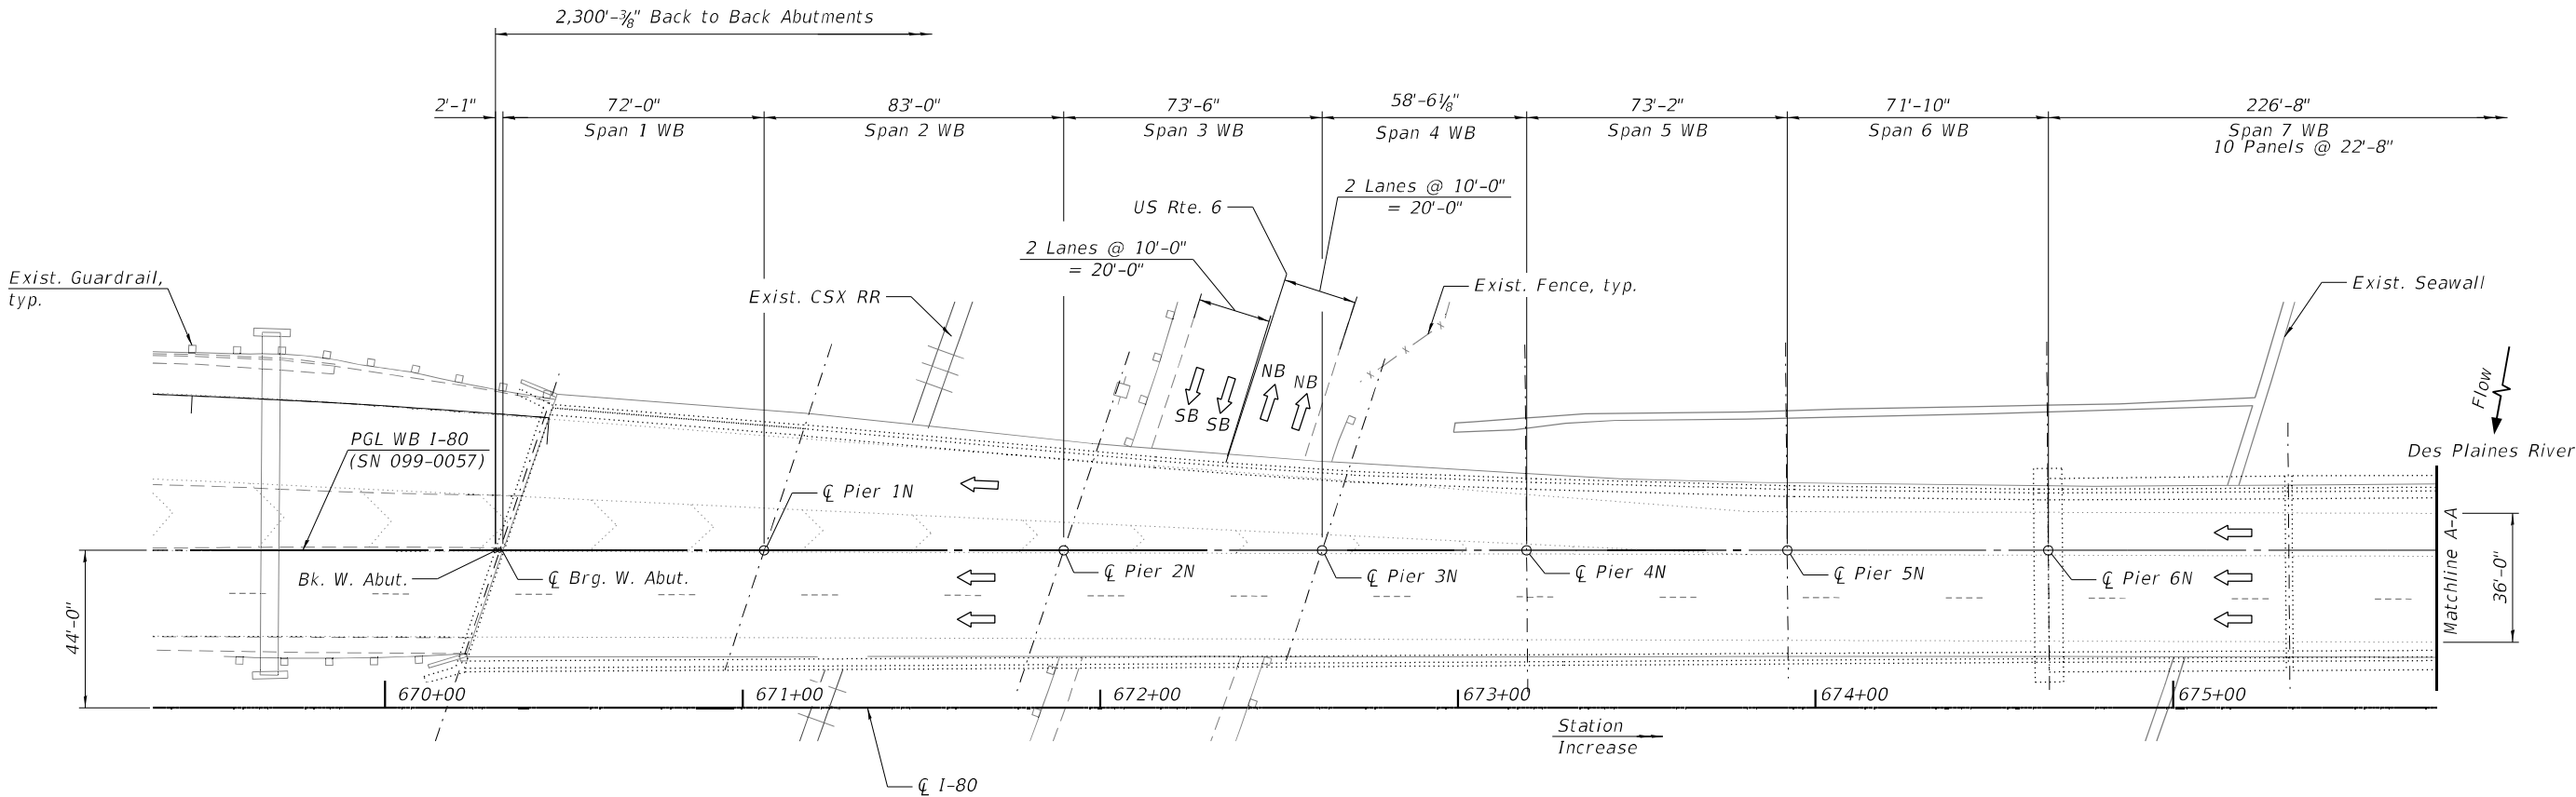 2,300'-⅜" Back to Back Abutments
2'-1"
72'-0"
83'-0"
73'-6"
58'-6⅛"
73'-2"
71'-10"
226'-8"
Span 1 WB
Span 2 WB
Span 3 WB
Span 4 WB
Span 5 WB
Span 6 WB
Span 7 WB
10 Panels @ 22'-8"
2 Lanes @ 10'-0"
= 20'-0"
US Rte. 6
2 Lanes @ 10'-0"
= 20'-0"
Exist. Guardrail,
typ.
Exist. CSX RR
Exist. Fence, typ.
Exist. Seawall
Flow
SB
SB
NB
NB
PGL WB I-80
(SN 099-0057)
Des Plaines River
℄ Pier 1N
Bk. W. Abut.
℄ Brg. W. Abut.
℄ Pier 2N
℄ Pier 3N
℄ Pier 4N
℄ Pier 5N
℄ Pier 6N
Matchline A-A
36'-0"
44'-0"
670+00
671+00
672+00
673+00
674+00
675+00
Station
Increase
℄ I-80